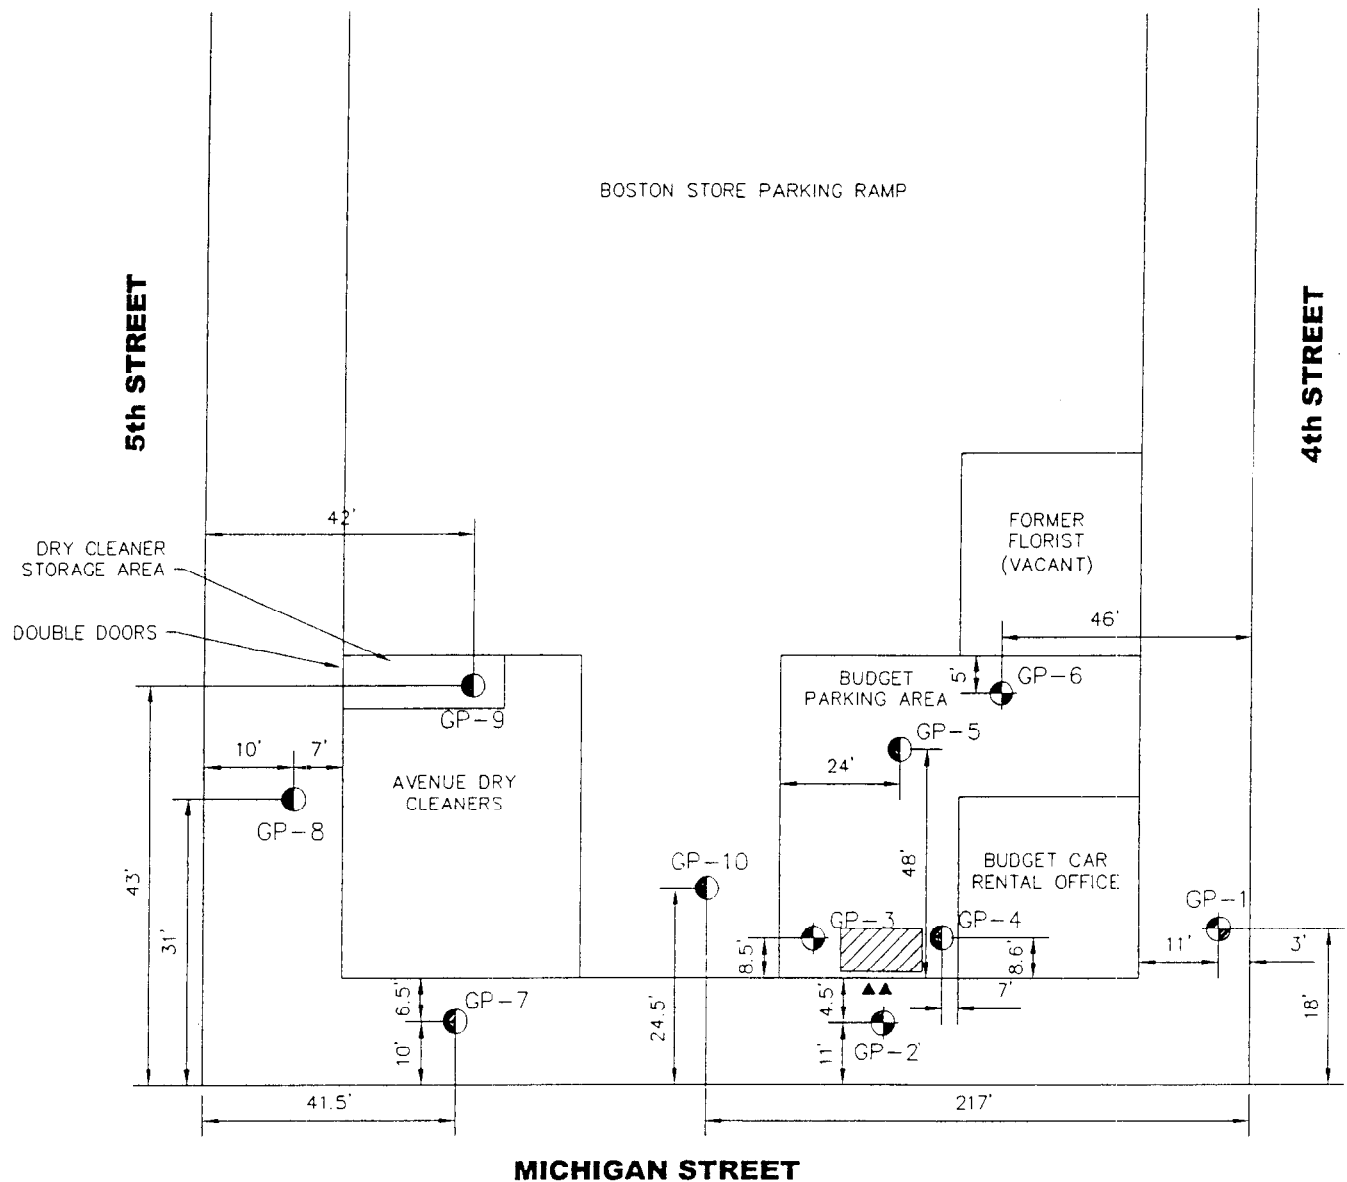 BOSTON STORE PARKING RAMP
5th STREET
4th STREET
42'
FORMER
FLORIST
(VACANT)
DRY CLEANER
STORAGE AREA
DOUBLE DOORS
46'
BUDGET
PARKING AREA
5'
GP-6
GP-9
GP-5
10'
7'
24'
AVENUE DRY
CLEANERS
GP-8
43'
31'
GP-10
48'
BUDGET CAR
RENTAL OFFICE
GP-3
GP-4
GP-1
8.5'
8.6'
11'
3'
6.5'
GP-7
24.5'
4.5'
7'
18'
10'
11'
GP-2
41.5'
217'
MICHIGAN STREET